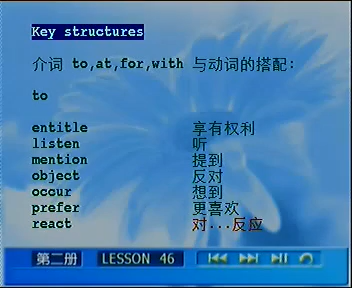 Key structures
介词 to,at,for,with 与动词的搭配:
to
entitle 享有权利
listen 听
mention 提到
object 反对
occur 想到
prefer 更喜欢
react 对...反应
第二册 LESSON 46